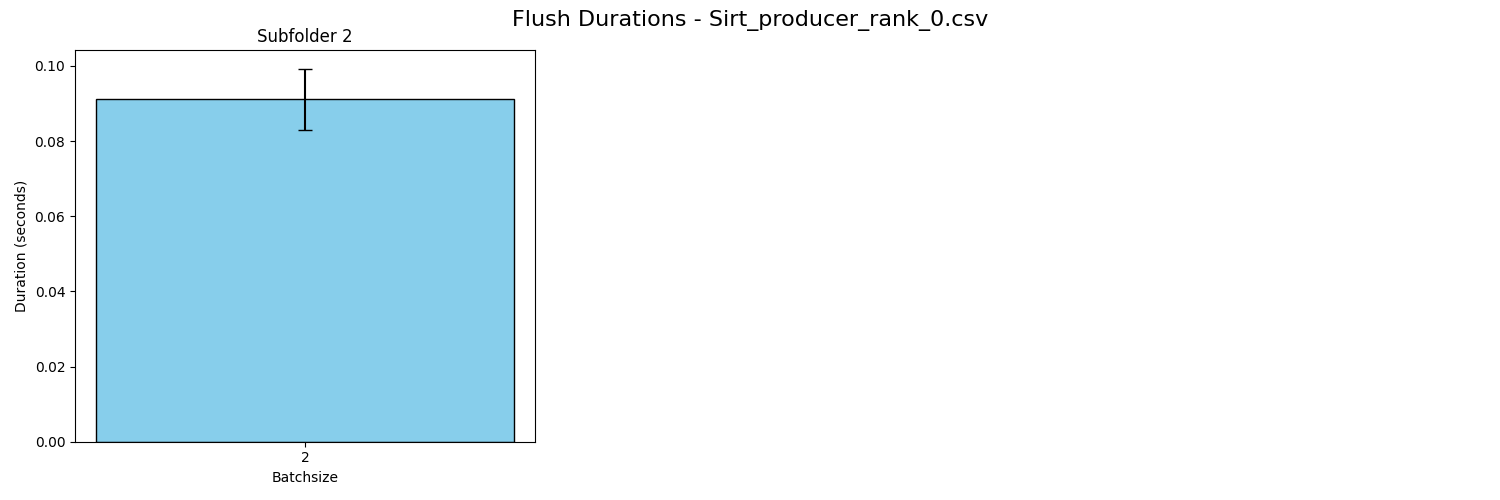 Flush Durations - Sirt_producer_rank_0.csv
Subfolder 2
0.10
0.08
0.06
0.04
0.02
0.00
Duration (seconds)
2
Batchsize